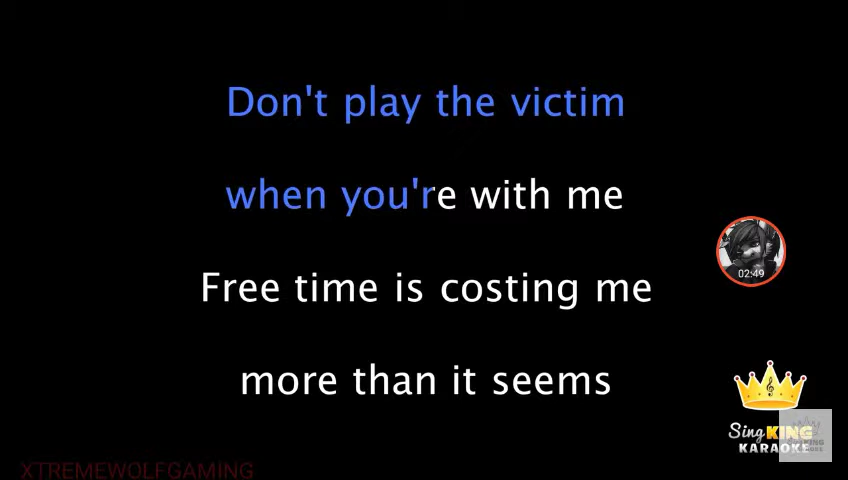 Don't play the victim
when you're with me
Free time is costing me
more than it seems
02:49
Sing KING
KARAOKE
XTREMEWOLFGAMING